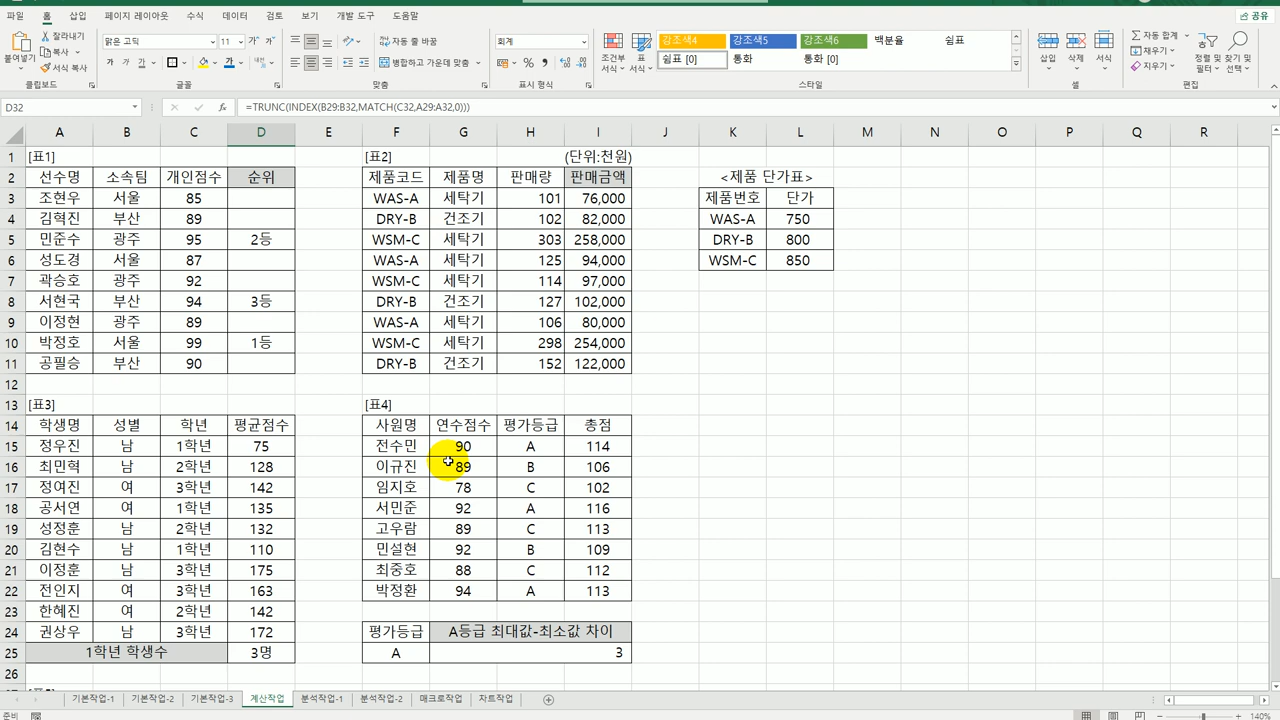 파일 홈 삽입 페이지 레이아웃 수식 데이터 검토 보기 개발 도구 도움말 공유
붙여넣기 잘라내기 복사 서식 복사 클립보드
맑은 고딕 11 가 글꼴
자동 줄 바꿈 병합하고 가운데 맞춤 맞춤
회계 % 표시 형식
조건부 서식 표 서식
강조색4 강조색5 강조색6 백분율 쉼표
쉼표 [0] 통화 통화 [0] 스타일
삽입 삭제 서식 셀
자동 합계 채우기 지우기 정렬 및 필터 찾기 및 선택 편집
D32 fx =TRUNC(INDEX(B29:B32,MATCH(C32,A29:A32,0)))
A B C D E F G H I J K L M N O P Q R
1 [표1] [표2] (단위:천원)
2 선수명 소속팀 개인점수 순위 제품코드 제품명 판매량 판매금액 <제품 단가표>
3 조현우 서울 85 WAS-A 세탁기 101 76,000 제품번호 단가
4 김혁진 부산 89 DRY-B 건조기 102 82,000 WAS-A 750
5 민준수 광주 95 2등 WSM-C 세탁기 303 258,000 DRY-B 800
6 성도경 서울 87 WAS-A 세탁기 125 94,000 WSM-C 850
7 곽승호 광주 92 WSM-C 세탁기 114 97,000
8 서현국 부산 94 3등 DRY-B 건조기 127 102,000
9 이정현 광주 89 WAS-A 세탁기 106 80,000
10 박정호 서울 99 1등 WSM-C 세탁기 298 254,000
11 공필승 부산 90 DRY-B 건조기 152 122,000
12
13 [표3] [표4]
14 학생명 성별 학년 평균점수 사원명 연수점수 평가등급 총점
15 정우진 남 1학년 75 전수민 90 A 114
16 최민혁 남 2학년 128 이규진 89 B 106
17 정여진 여 3학년 142 임지호 78 C 102
18 공서연 여 1학년 135 서민준 92 A 116
19 성정훈 남 2학년 132 고우람 89 C 113
20 김현수 남 1학년 110 민설현 92 B 109
21 이정훈 남 3학년 175 최중호 88 C 112
22 전인지 여 3학년 163 박정환 94 A 113
23 한혜진 여 2학년 142
24 권상우 남 3학년 172 평가등급 A등급 최대값-최소값 차이
25 1학년 학생수 3명 A 3
26
기본작업-1 기본작업-2 기본작업-3 계산작업 분석작업-1 분석작업-2 매크로작업 차트작업
준비 140%